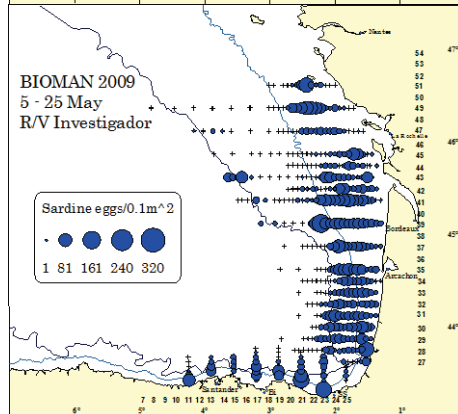 Nantes
47°
54
53
52
BIOMAN 2009
51
5 - 25 May
50
R/V Investigador
49
48
47
La Rochelle
46
46°
45
44
43
42
Sardine eggs/0.1m^2
41
40
39
Bordeaux
1 81 161 240 320
38
37
45°
36
35
Arcachon
34
33
32
31
30
44°
29
28
27
Santander
Bi
SS
7 8 9 10 11 12 13 14 15 16 17 18 19 20 21 22 23 24 25
6° 5° 4° 3° 2° 1°